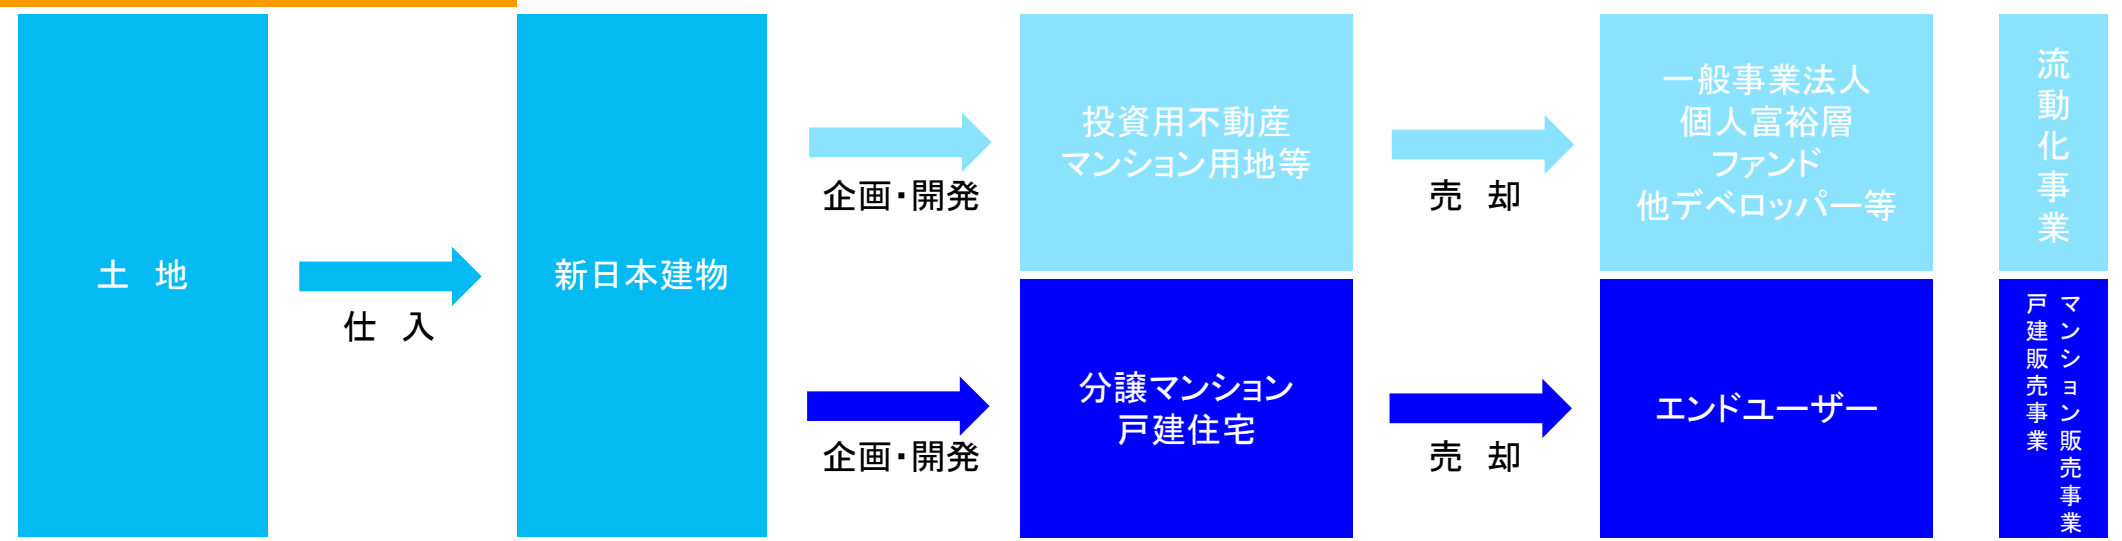 土　地
仕　入
新日本建物
企画・開発
投資用不動産
マンション用地等
売　却
一般事業法人
個人富裕層
ファンド
他デベロッパー等
流動化事業
企画・開発
分譲マンション
戸建住宅
売　却
エンドユーザー
マンション販売事業
戸建販売事業